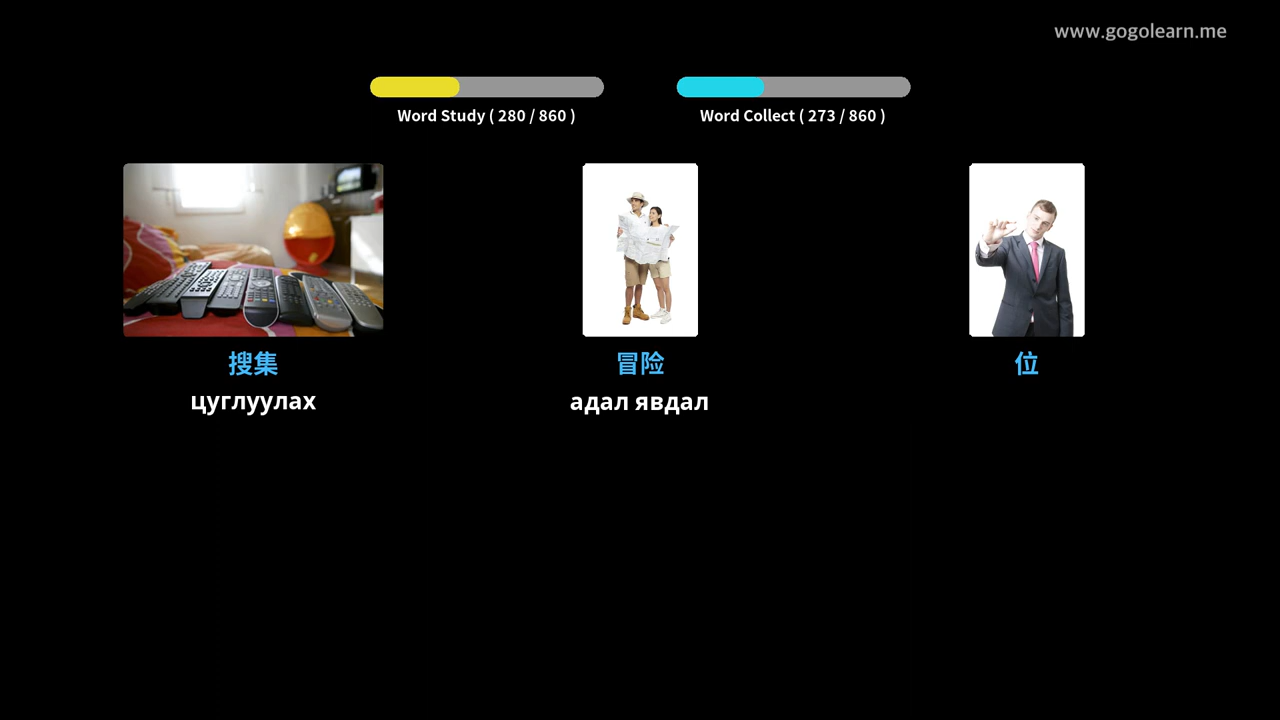 www.gogolearn.me
Word Study ( 280 / 860 )
Word Collect ( 273 / 860 )
搜集
冒险
位
цуглуулах
адал явдал